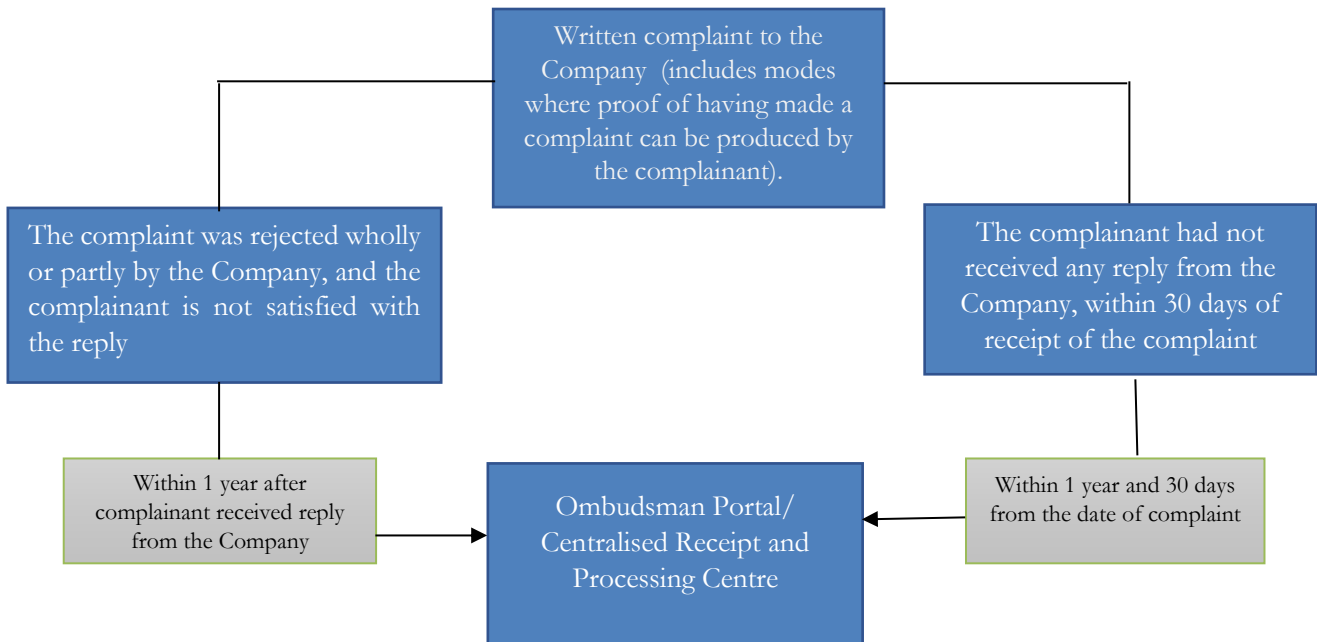 Written complaint to the
Company (includes modes
where proof of having made a
complaint can be produced by
the complainant).
The complaint was rejected wholly
or partly by the Company, and the
complainant is not satisfied with
the reply
The complainant had not
received any reply from the
Company, within 30 days of
receipt of the complaint
Within 1 year after
complainant received reply
from the Company
Ombudsman Portal/
Centralised Receipt and
Processing Centre
Within 1 year and 30 days
from the date of complaint